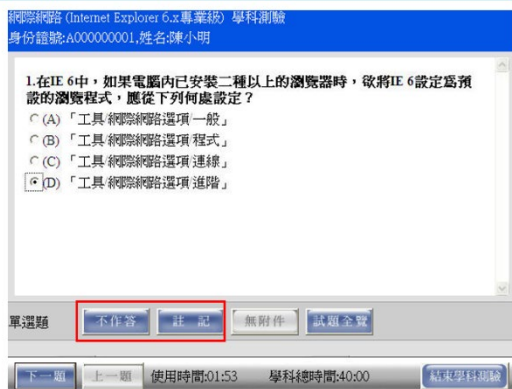 網際網路 (Internet Explorer 6.x專業級) 學科測驗
身份證號:A000000001,姓名:陳小明
1.在IE 6中，如果電腦內已安裝二種以上的瀏覽器時，欲將IE 6設定為預
設的瀏覽程式，應從下列何處設定？
(A) 「工具/網際網路選項/一般」
(B) 「工具/網際網路選項/程式」
(C) 「工具/網際網路選項/連線」
(D) 「工具/網際網路選項/進階」
單選題 不作答 註 記 無附件 試題全覽
下一題 上一題 使用時間:01:53 學科總時間:40:00 結束學科測驗